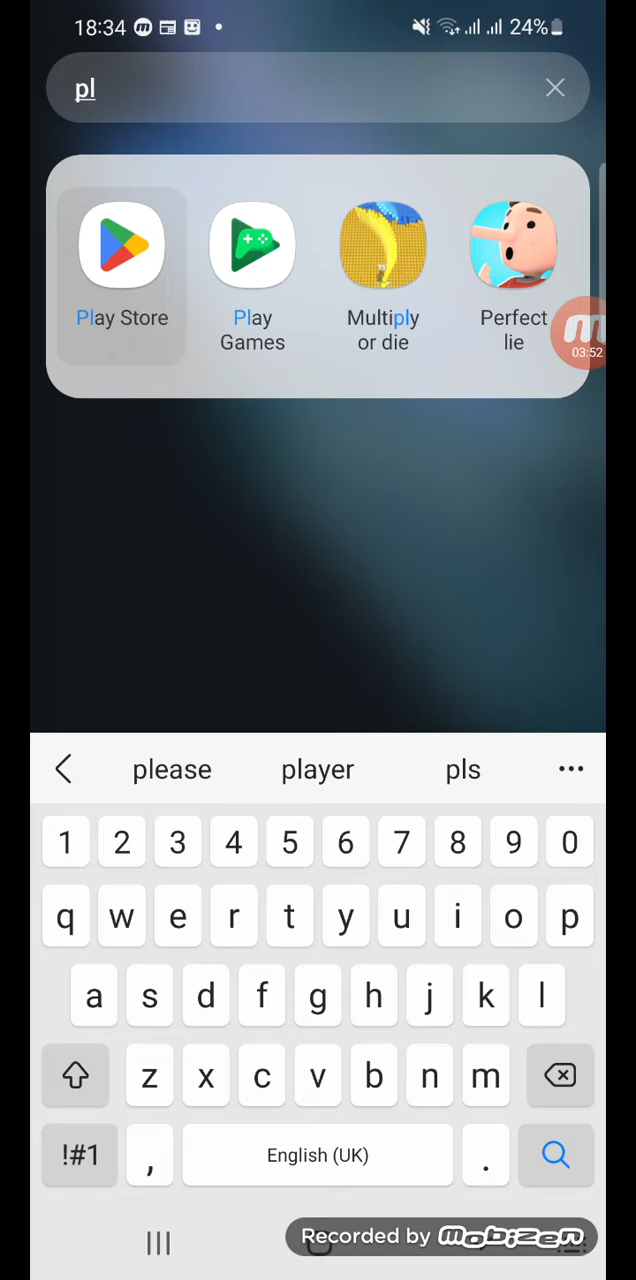 18:34 24%
pl
Play Store
Play Games
Multiply or die
Perfect lie
03:52
please player pls
1 2 3 4 5 6 7 8 9 0
q w e r t y u i o p
a s d f g h j k l
z x c v b n m
!#1 , English (UK) .
Recorded by mobizen